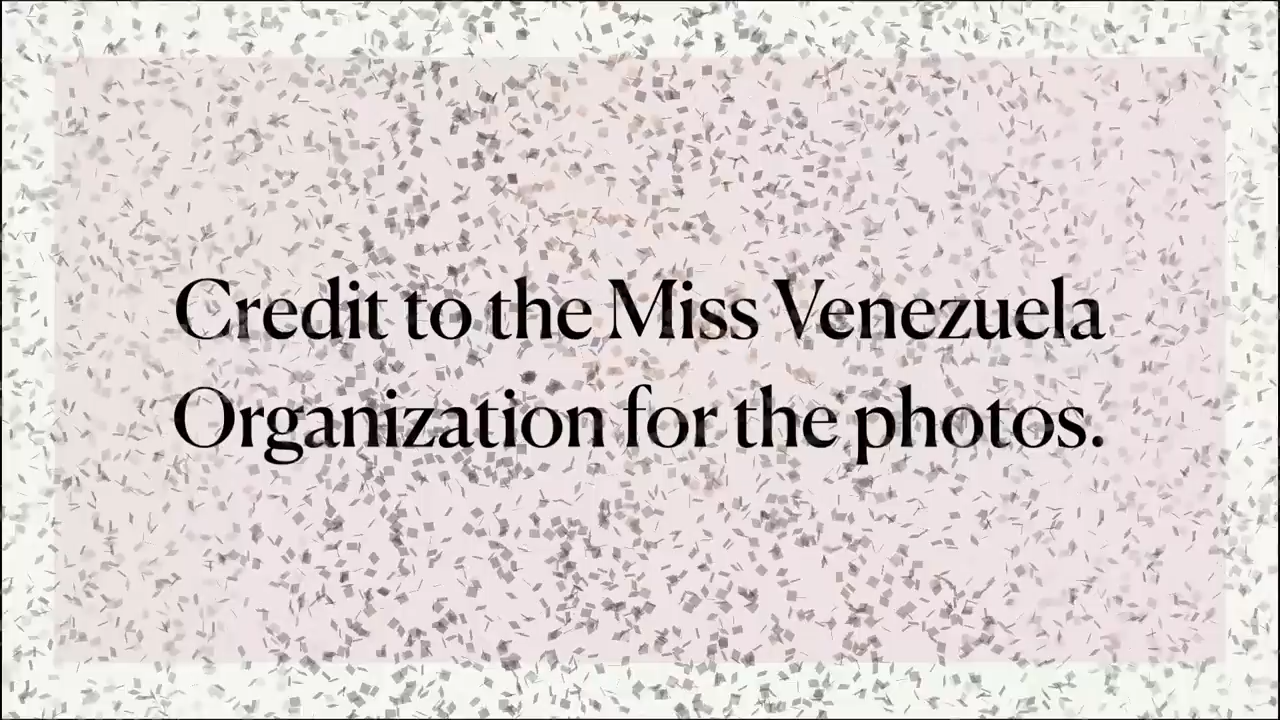 Credit to the Miss Venezuela
Organization for the photos.